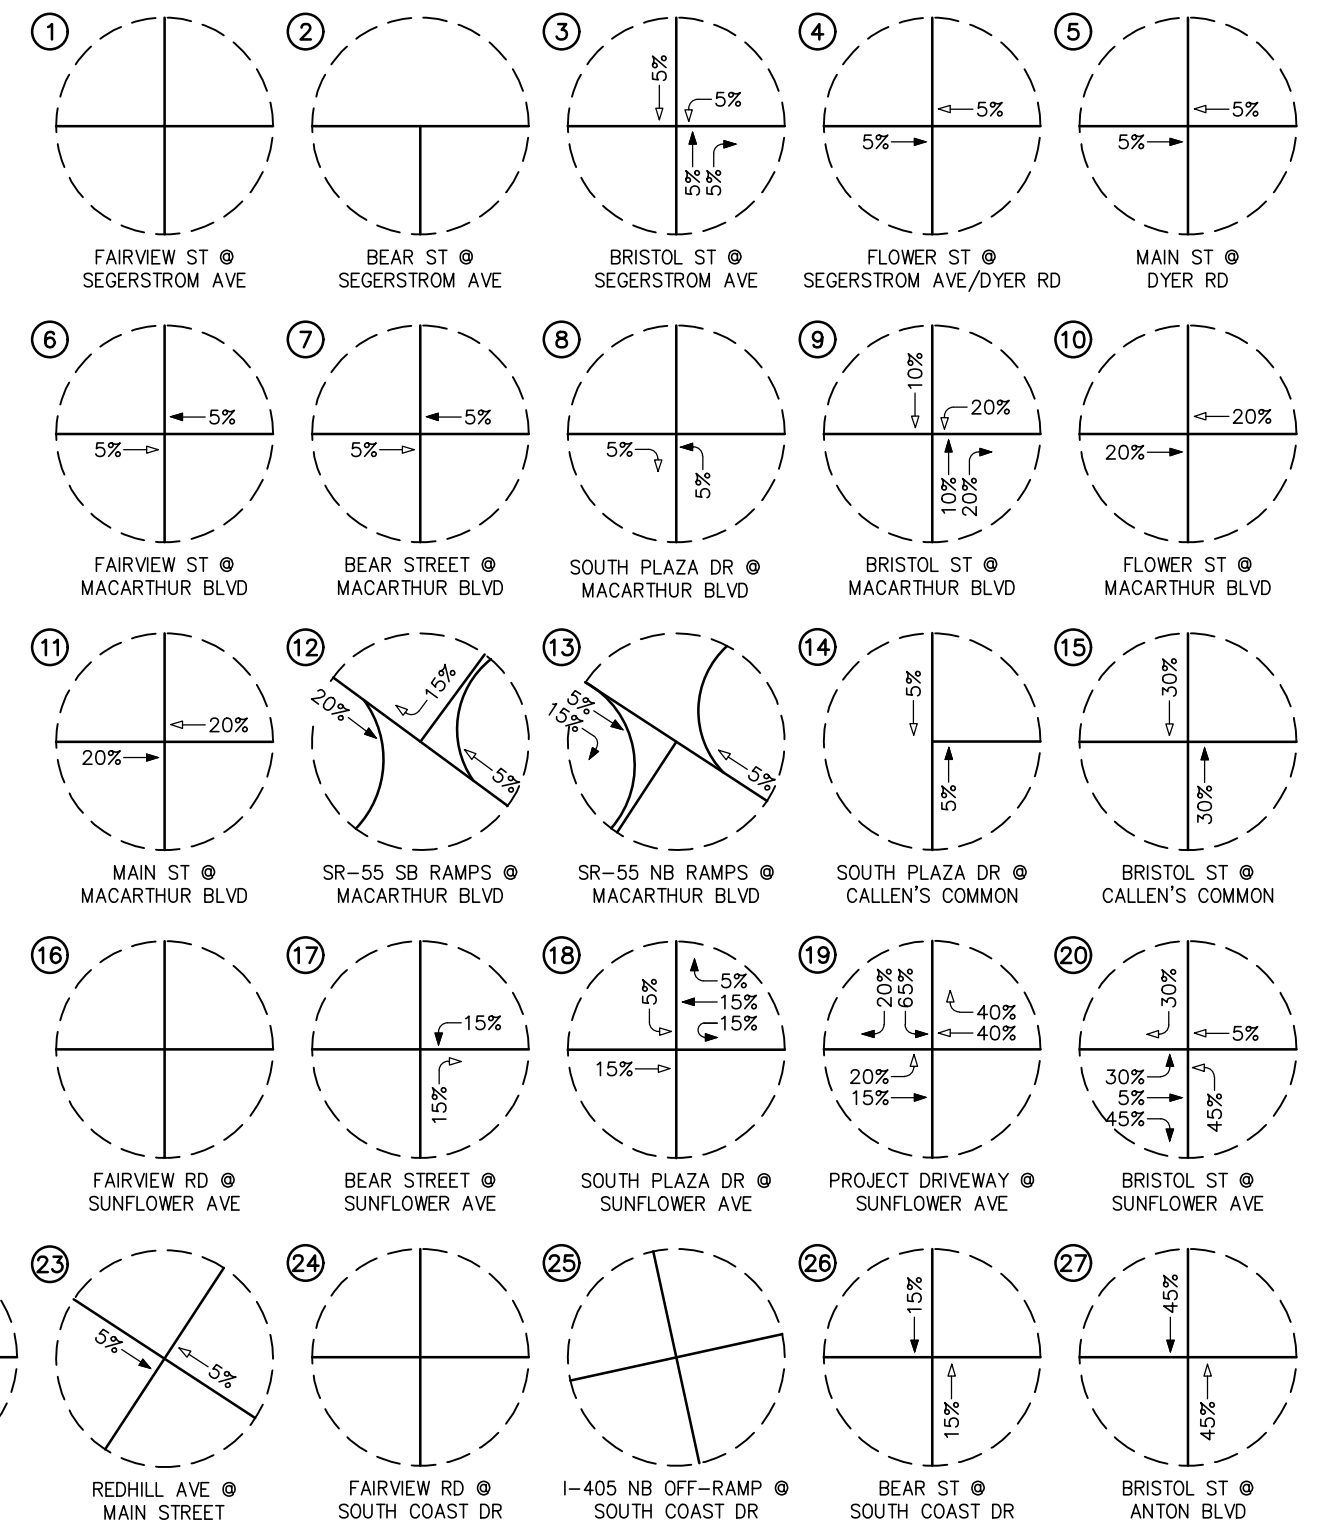 1
2
3
4
5
5%
5%
5%
5%
5%
5%
5%
5%
FAIRVIEW ST @
SEGERSTROM AVE
BEAR ST @
SEGERSTROM AVE
BRISTOL ST @
SEGERSTROM AVE
FLOWER ST @
SEGERSTROM AVE/DYER RD
MAIN ST @
DYER RD
6
7
8
9
10
5%
5%
5%
5%
5%
5%
10%
20%
10%
20%
20%
20%
FAIRVIEW ST @
MACARTHUR BLVD
BEAR STREET @
MACARTHUR BLVD
SOUTH PLAZA DR @
MACARTHUR BLVD
BRISTOL ST @
MACARTHUR BLVD
FLOWER ST @
MACARTHUR BLVD
11
12
13
14
15
20%
20%
20%
15%
5%
5%
15%
5%
5%
5%
30%
30%
MAIN ST @
MACARTHUR BLVD
SR-55 SB RAMPS @
MACARTHUR BLVD
SR-55 NB RAMPS @
MACARTHUR BLVD
SOUTH PLAZA DR @
CALLEN'S COMMON
BRISTOL ST @
CALLEN'S COMMON
16
17
18
19
20
15%
15%
5%
5%
15%
15%
15%
20%
65%
40%
40%
20%
15%
30%
5%
30%
5%
45%
45%
FAIRVIEW RD @
SUNFLOWER AVE
BEAR STREET @
SUNFLOWER AVE
SOUTH PLAZA DR @
SUNFLOWER AVE
PROJECT DRIVEWAY @
SUNFLOWER AVE
BRISTOL ST @
SUNFLOWER AVE
23
24
25
26
27
5%
5%
15%
15%
45%
45%
REDHILL AVE @
MAIN STREET
FAIRVIEW RD @
SOUTH COAST DR
I-405 NB OFF-RAMP @
SOUTH COAST DR
BEAR ST @
SOUTH COAST DR
BRISTOL ST @
ANTON BLVD